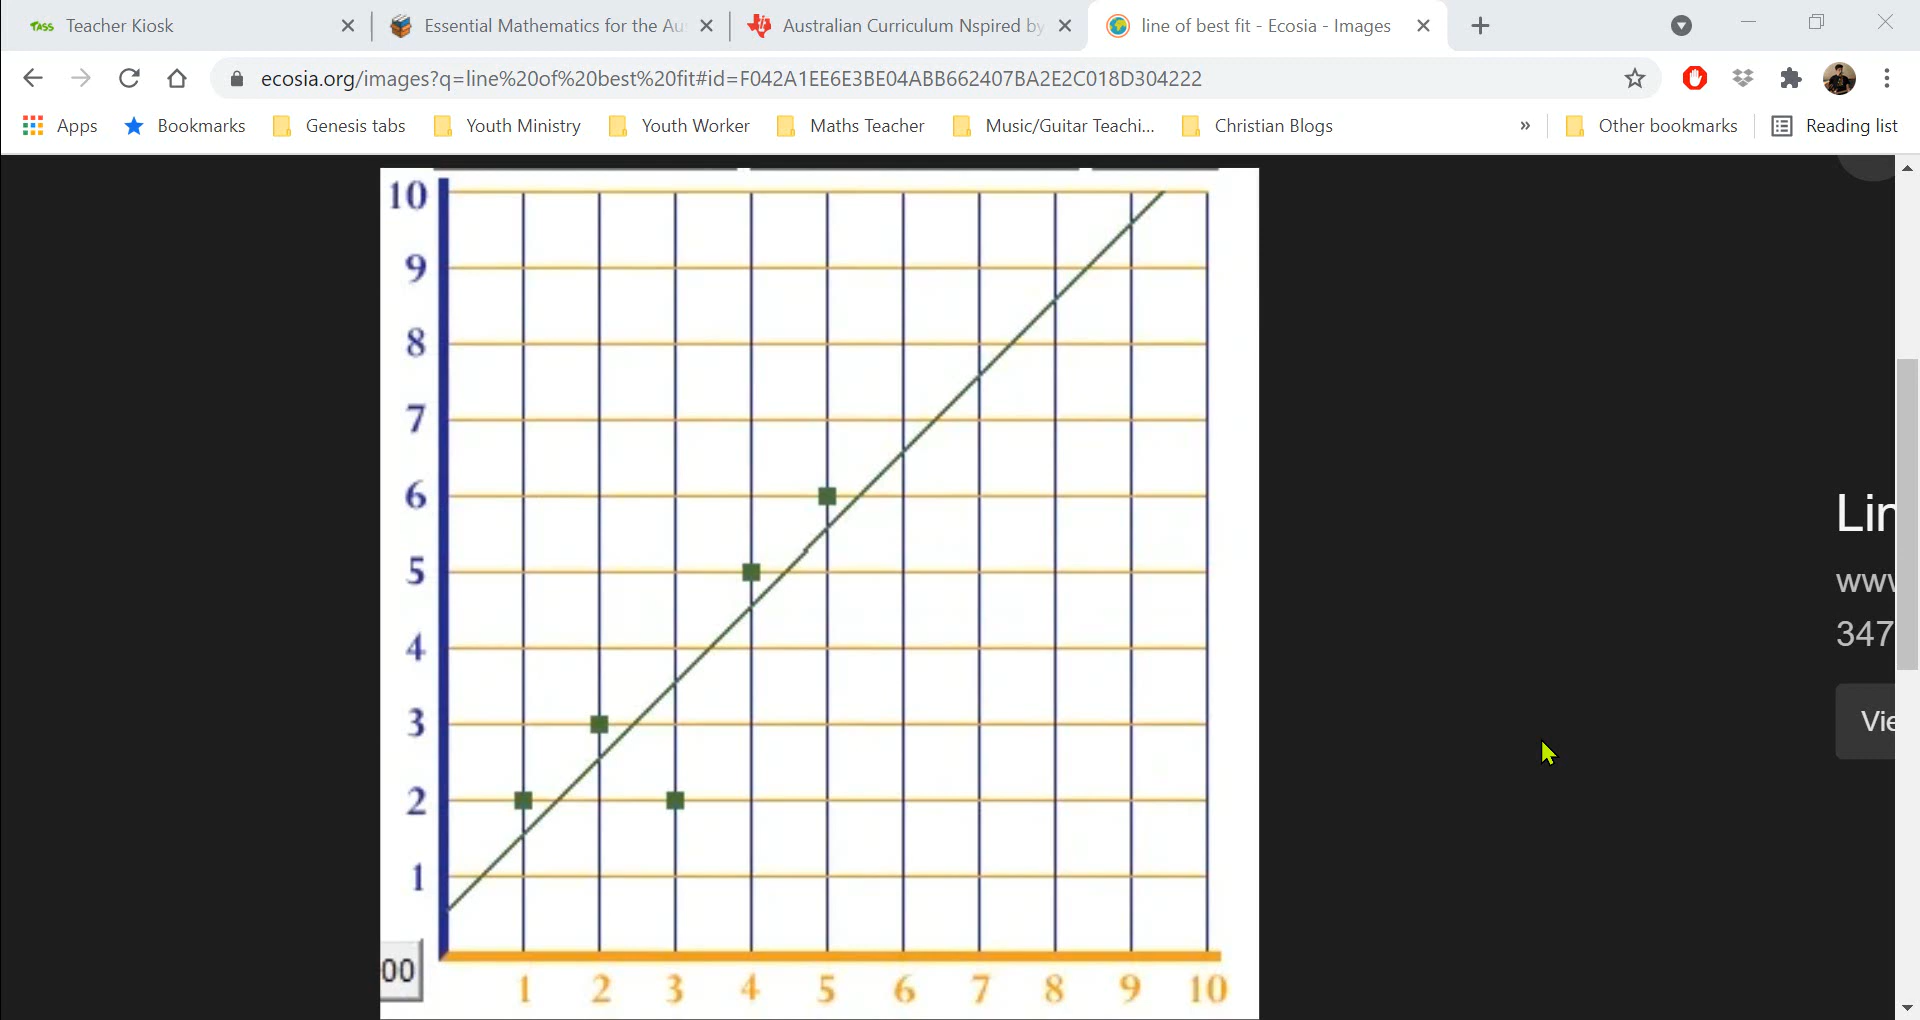 TASS Teacher Kiosk
Essential Mathematics for the Au
Australian Curriculum Nspired by
line of best fit - Ecosia - Images
ecosia.org/images?q=line%20of%20best%20fit#id=F042A1EE6E3BE04ABB662407BA2E2C018D304222
Apps Bookmarks Genesis tabs Youth Ministry Youth Worker Maths Teacher Music/Guitar Teachi... Christian Blogs » Other bookmarks Reading list
10
9
8
7
6
5
4
3
2
1
00
1 2 3 4 5 6 7 8 9 10
Lin
www
347
Vie